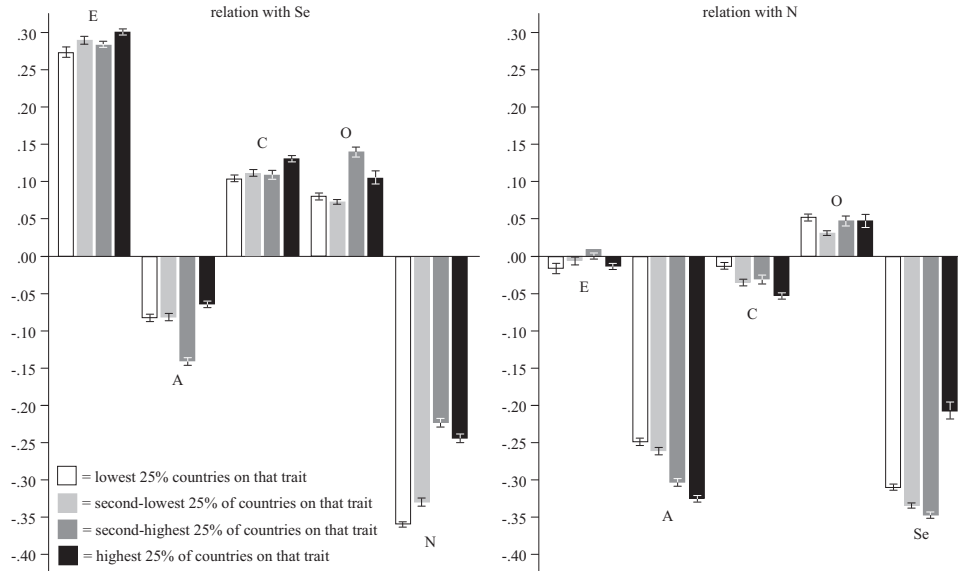 relation with Se
E
.30
.25
.20
.15
.10
.05
.00
-.05
-.10
-.15
-.20
-.25
-.30
-.35
-.40
C
O
A
N
= lowest 25% countries on that trait
= second-lowest 25% of countries on that trait
= second-highest 25% of countries on that trait
= highest 25% of countries on that trait
relation with N
.30
.25
.20
.15
.10
.05
.00
-.05
-.10
-.15
-.20
-.25
-.30
-.35
-.40
O
E
C
A
Se